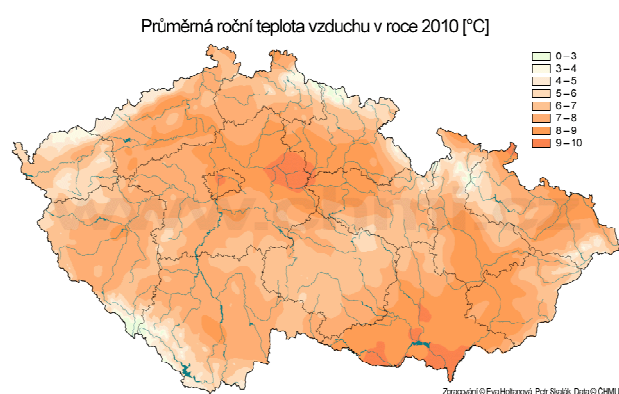 Průměrná roční teplota vzduchu v roce 2010 [°C]
0 – 3
3 – 4
4 – 5
5 – 6
6 – 7
7 – 8
8 – 9
9 – 10
Zpracování © Eva Holtanová, Petr Skalák, Data © ČHMÚ